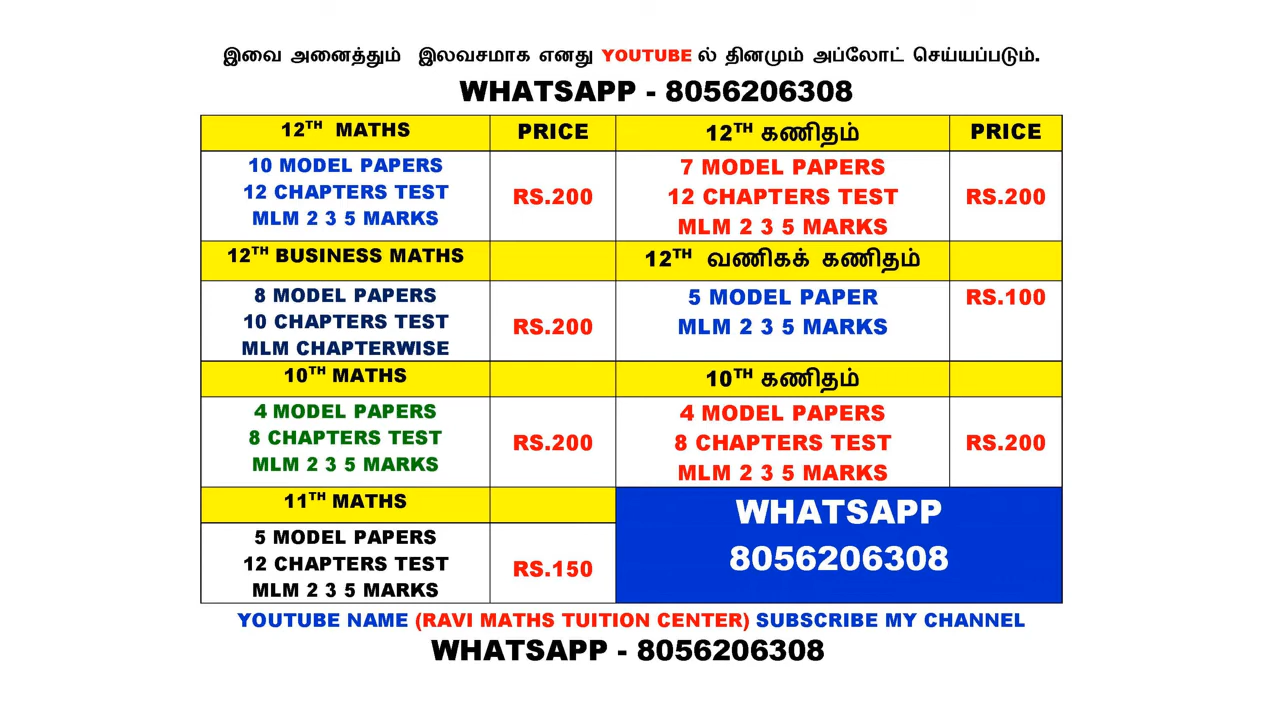 இவை அனைத்தும் இலவசமாக எனது YOUTUBE ல் தினமும் அப்லோட் செய்யப்படும்.
WHATSAPP - 8056206308
12TH MATHS
PRICE
12TH கணிதம்
PRICE
10 MODEL PAPERS
12 CHAPTERS TEST
MLM 2 3 5 MARKS
RS.200
7 MODEL PAPERS
12 CHAPTERS TEST
MLM 2 3 5 MARKS
RS.200
12TH BUSINESS MATHS
12TH வணிகக் கணிதம்
8 MODEL PAPERS
10 CHAPTERS TEST
MLM CHAPTERWISE
RS.200
5 MODEL PAPER
MLM 2 3 5 MARKS
RS.100
10TH MATHS
10TH கணிதம்
4 MODEL PAPERS
8 CHAPTERS TEST
MLM 2 3 5 MARKS
RS.200
4 MODEL PAPERS
8 CHAPTERS TEST
MLM 2 3 5 MARKS
RS.200
11TH MATHS
5 MODEL PAPERS
12 CHAPTERS TEST
MLM 2 3 5 MARKS
RS.150
WHATSAPP
8056206308
YOUTUBE NAME (RAVI MATHS TUITION CENTER) SUBSCRIBE MY CHANNEL
WHATSAPP - 8056206308